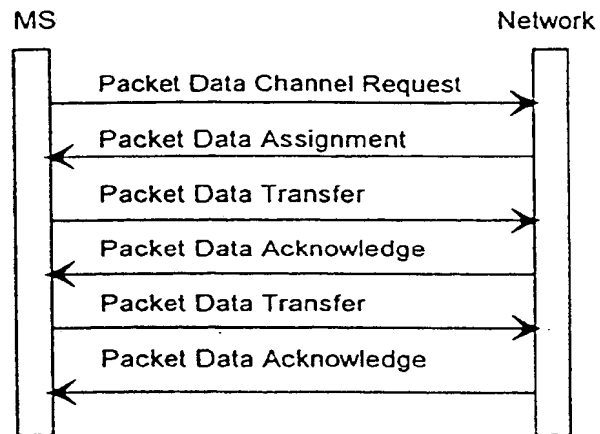 MS Network
Packet Data Channel Request
Packet Data Assignment
Packet Data Transfer
Packet Data Acknowledge
Packet Data Transfer
Packet Data Acknowledge